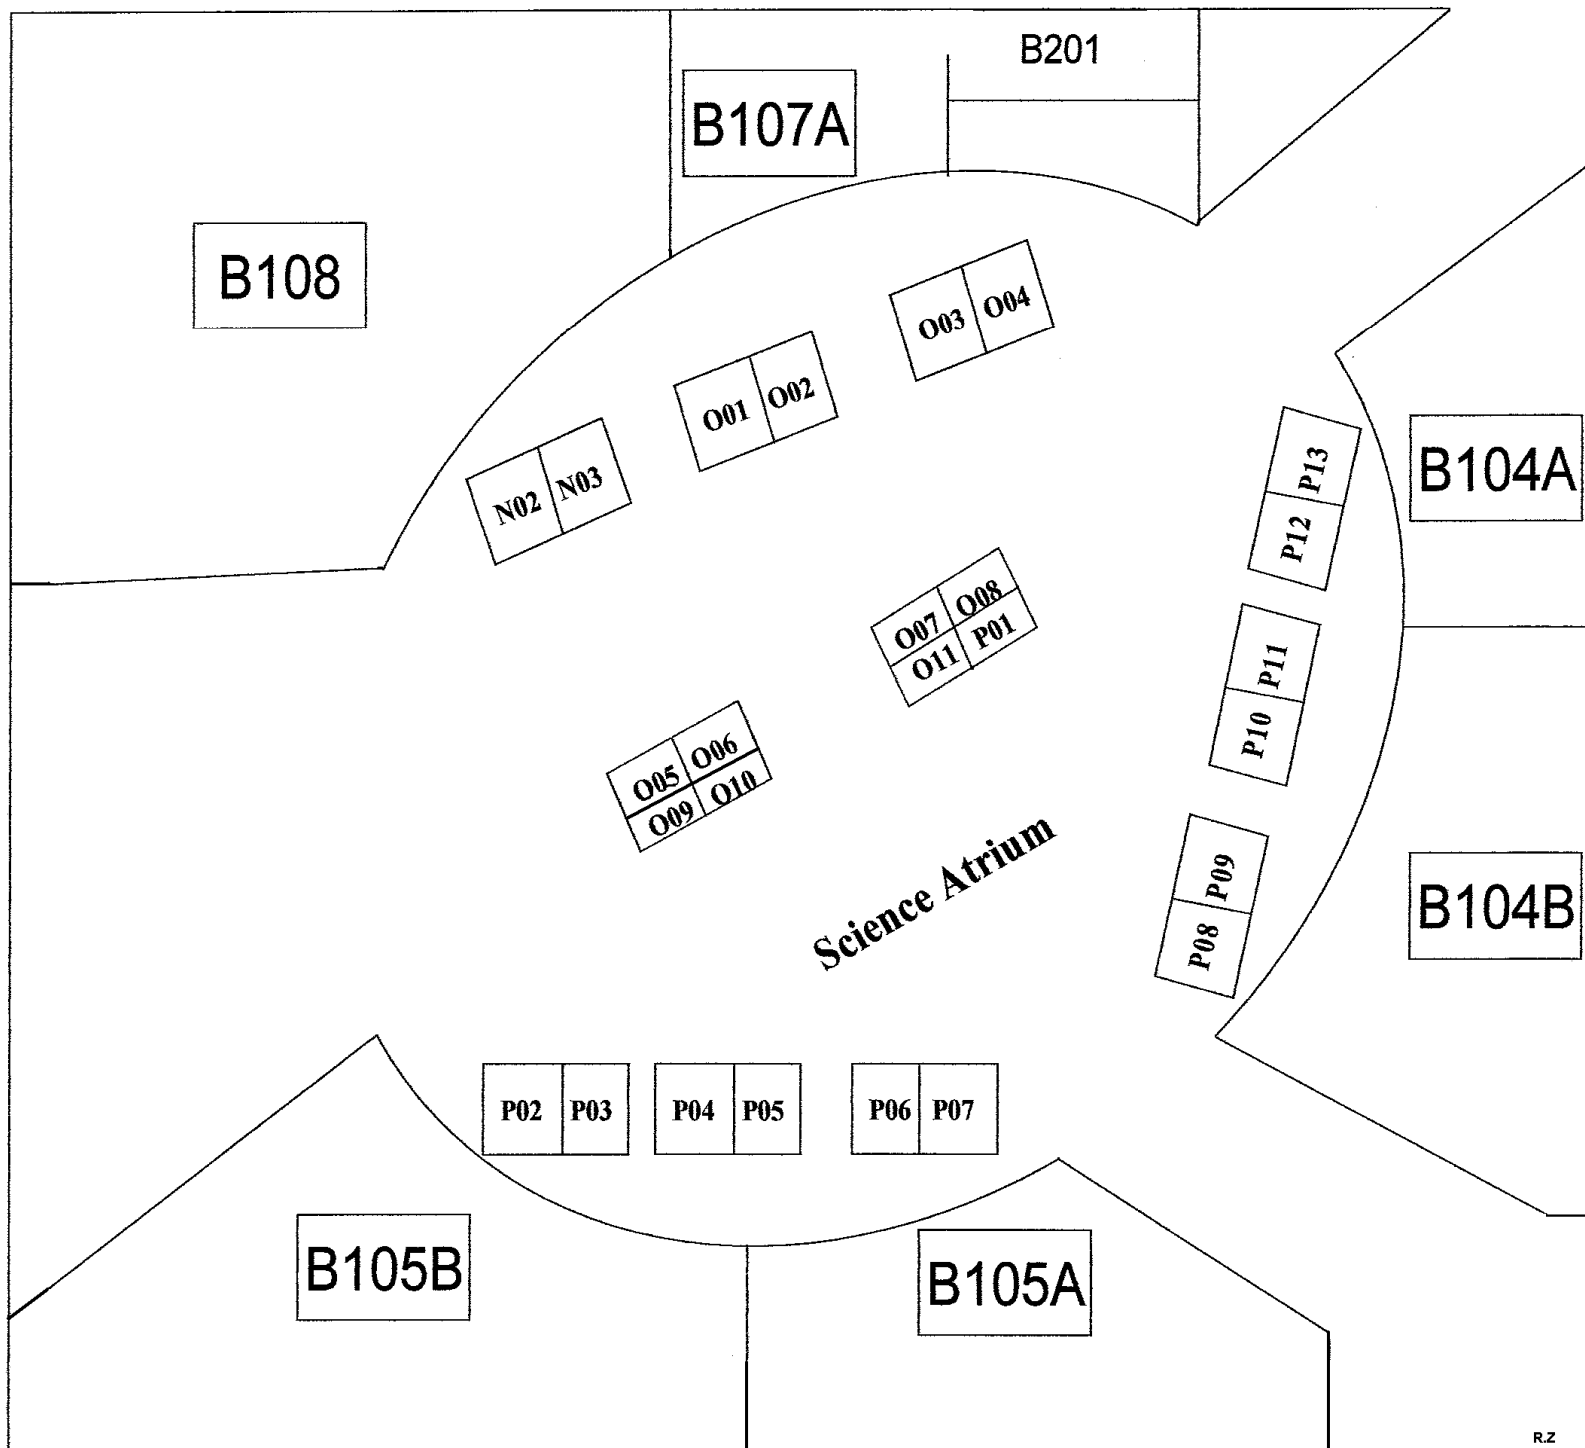 B201
B107A
B108
O03 O04
O01 O02
N02 N03
B104A
P13
P12
O07 O08
O11 P01
P11
P10
O05 O06
O09 O10
Science Atrium
P09
P08
B104B
P02 P03 P04 P05 P06 P07
B105B
B105A
R.Z